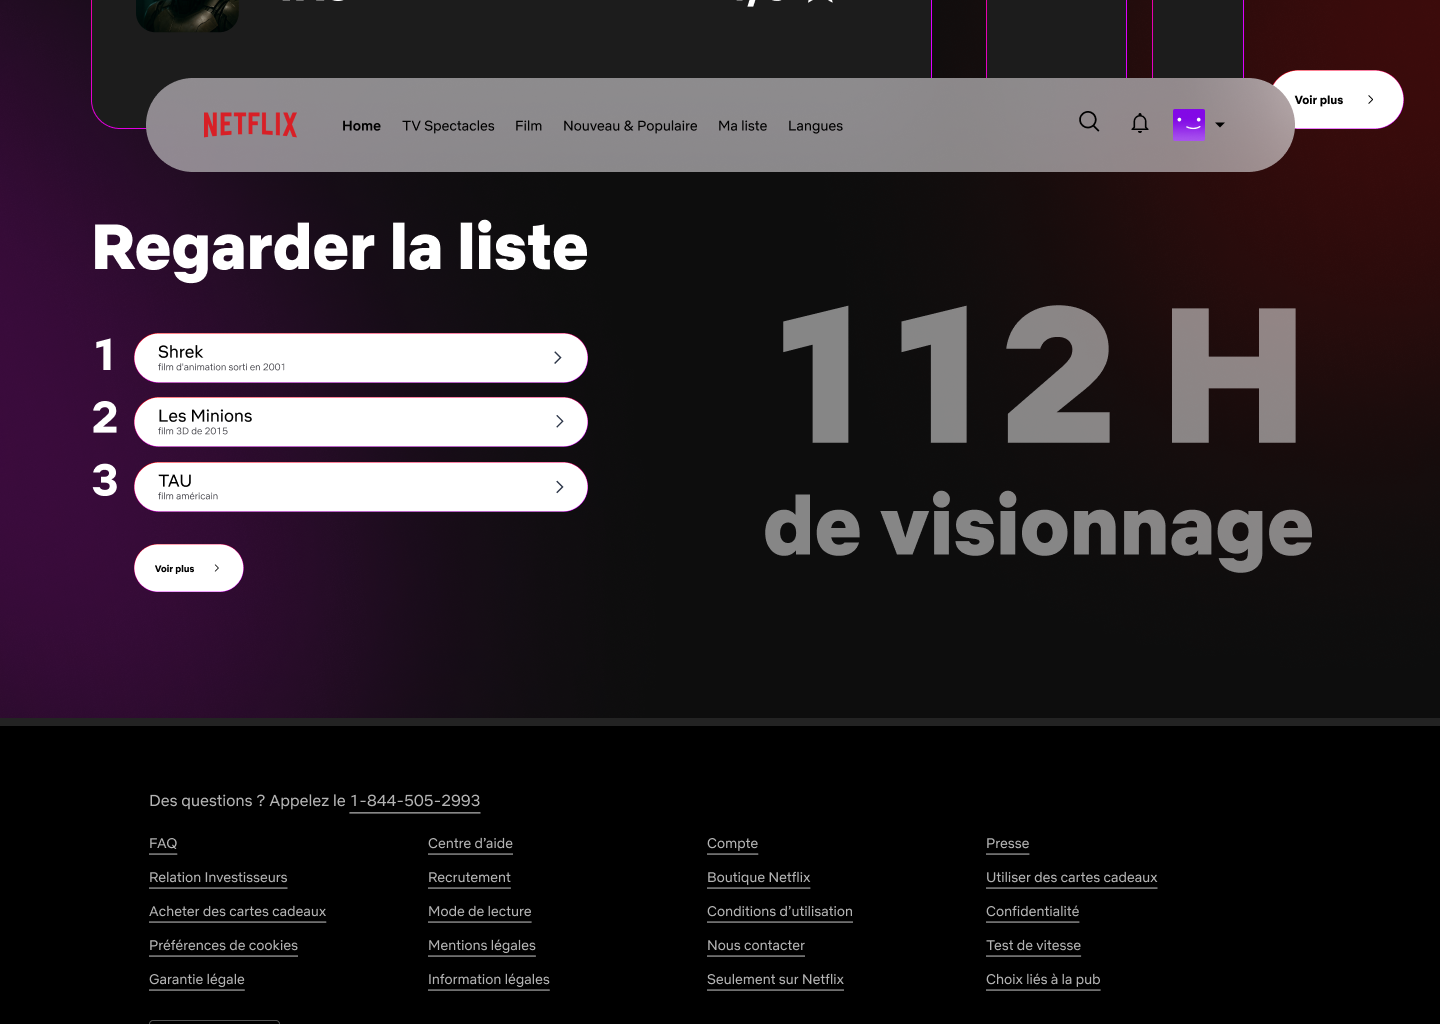 Voir plus
NETFLIX
Home TV Spectacles Film Nouveau & Populaire Ma liste Langues
Regarder la liste
1 Shrek
film d'animation sorti en 2001
2 Les Minions
film 3D de 2015
3 TAU
film américain
Voir plus
112 H
de visionnage
Des questions ? Appelez le 1-844-505-2993
FAQ Centre d’aide Compte Presse
Relation Investisseurs Recrutement Boutique Netflix Utiliser des cartes cadeaux
Acheter des cartes cadeaux Mode de lecture Conditions d’utilisation Confidentialité
Préférences de cookies Mentions légales Nous contacter Test de vitesse
Garantie légale Information légales Seulement sur Netflix Choix liés à la pub